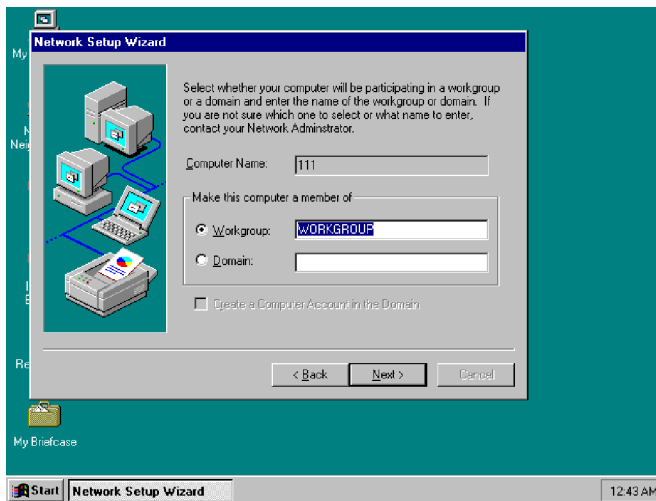 My
Network Setup Wizard
Select whether your computer will be participating in a workgroup
or a domain and enter the name of the workgroup or domain. If
you are not sure which one to select or what name to enter,
contact your Network Adminstrator.
Computer Name: 111
Make this computer a member of
Workgroup: WORKGROUP
Domain:
Create a Computer Account in the Domain
< Back Next > Cancel
My Briefcase
Start Network Setup Wizard 12:43 AM